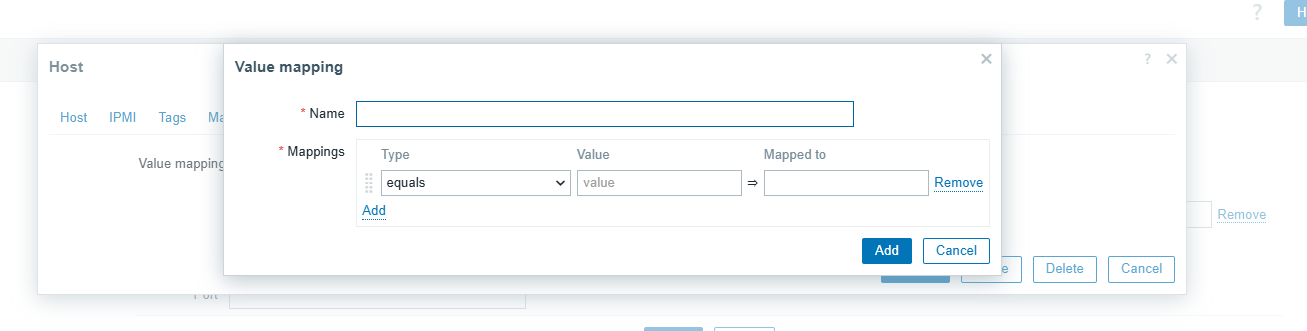 ?
H
Host
Value mapping
×
? ×
Host IPMI Tags Ma
* Name
Value mapping
* Mappings
Type Value Mapped to
equals value ⇒ Remove
Add
Remove
Add Cancel
e Delete Cancel
Port